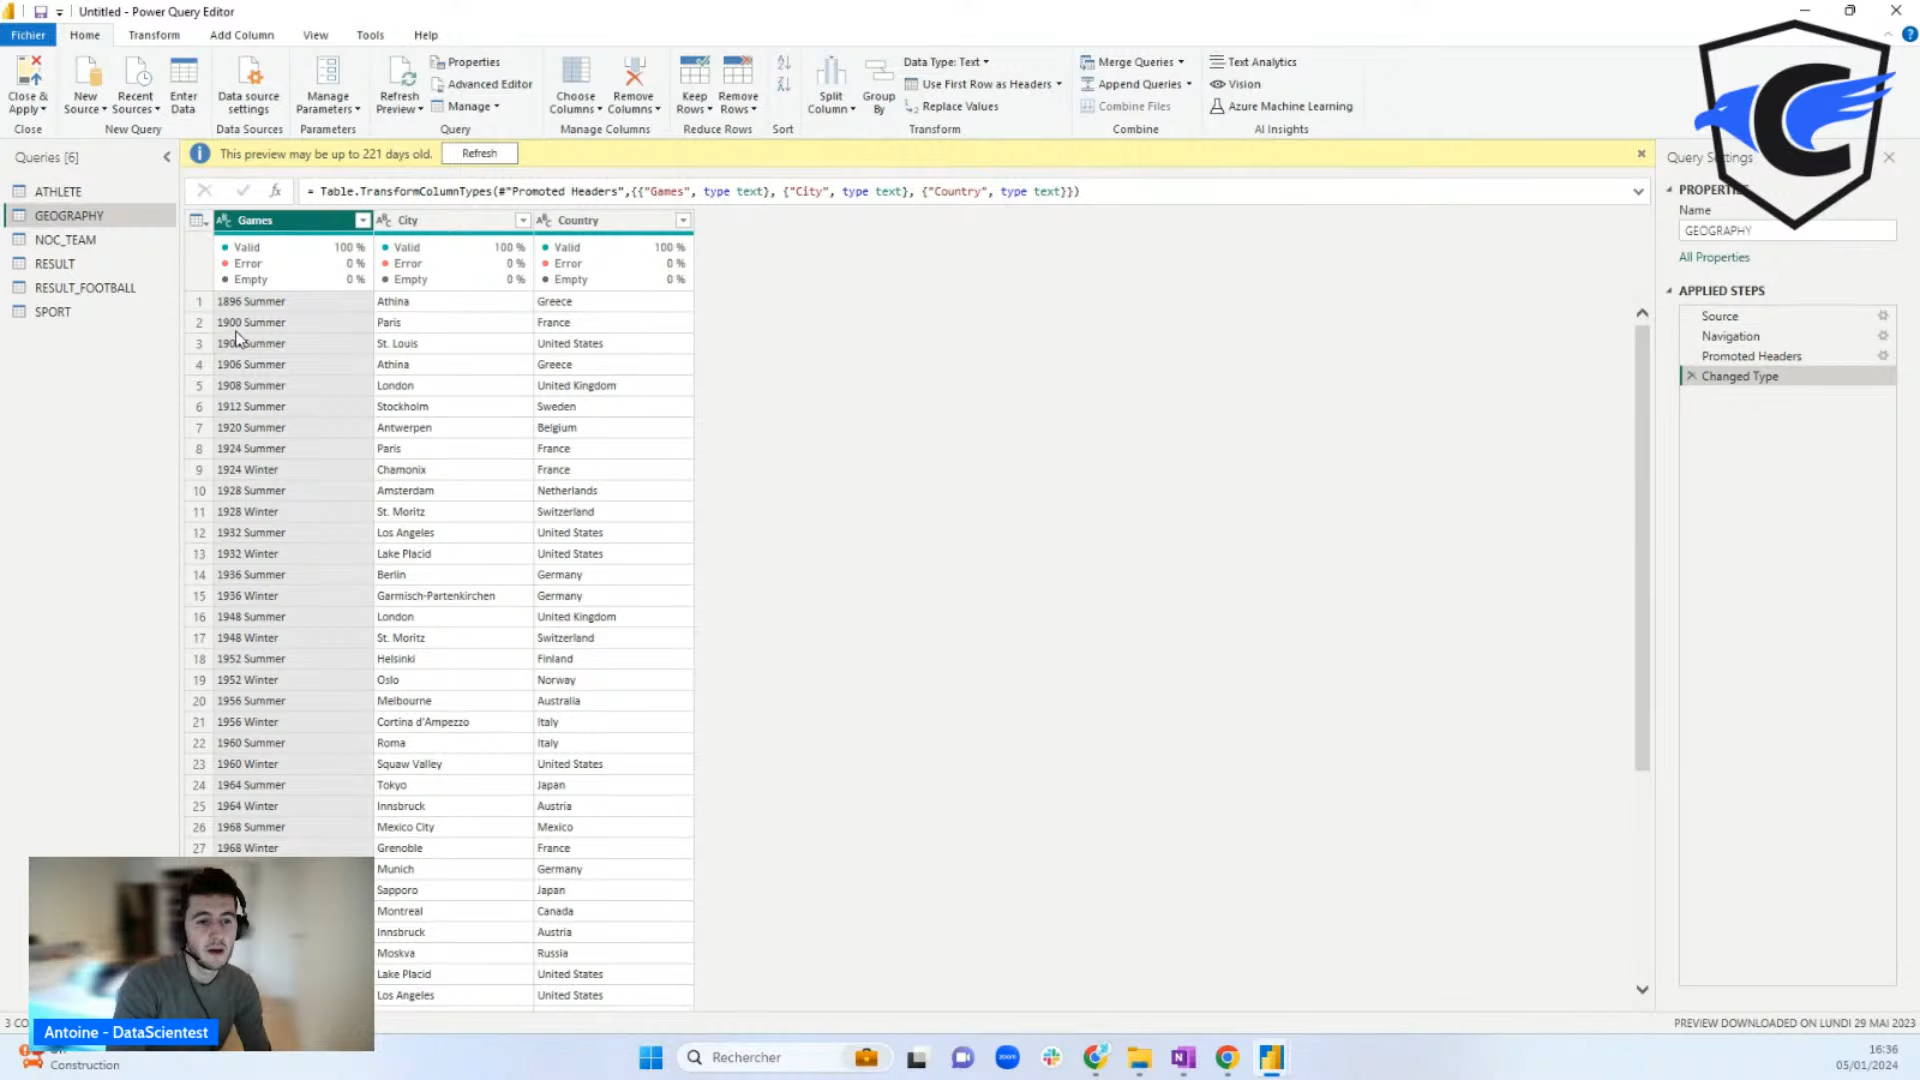 Untitled - Power Query Editor
Fichier Home Transform Add Column View Tools Help
Close & Apply
New Source
Recent Sources
Enter Data
Data source settings
Manage Parameters
Refresh Preview
Properties
Advanced Editor
Manage
Choose Columns
Remove Columns
Keep Rows
Remove Rows
Split Column
Group By
Data Type: Text
Use First Row as Headers
Replace Values
Merge Queries
Append Queries
Combine Files
Text Analytics
Vision
Azure Machine Learning
Close New Query Data Sources Parameters Query Manage Columns Reduce Rows Sort Transform Combine AI Insights
Queries [6]
ATHLETE
GEOGRAPHY
NOC_TEAM
RESULT
RESULT_FOOTBALL
SPORT
This preview may be up to 221 days old. Refresh
fx = Table.TransformColumnTypes(#"Promoted Headers",{{"Games", type text}, {"City", type text}, {"Country", type text}})
Games City Country
Valid 100 % Valid 100 % Valid 100 %
Error 0 % Error 0 % Error 0 %
Empty 0 % Empty 0 % Empty 0 %
1 1896 Summer Athina Greece
2 1900 Summer Paris France
3 Summer St. Louis United States
4 1906 Summer Athina Greece
5 1908 Summer London United Kingdom
6 1912 Summer Stockholm Sweden
7 1920 Summer Antwerpen Belgium
8 1924 Summer Paris France
9 1924 Winter Chamonix France
10 1928 Summer Amsterdam Netherlands
11 1928 Winter St. Moritz Switzerland
12 1932 Summer Los Angeles United States
13 1932 Winter Lake Placid United States
14 1936 Summer Berlin Germany
15 1936 Winter Garmisch-Partenkirchen Germany
16 1948 Summer London United Kingdom
17 1948 Winter St. Moritz Switzerland
18 1952 Summer Helsinki Finland
19 1952 Winter Oslo Norway
20 1956 Summer Melbourne Australia
21 1956 Winter Cortina d'Ampezzo Italy
22 1960 Summer Roma Italy
23 1960 Winter Squaw Valley United States
24 1964 Summer Tokyo Japan
25 1964 Winter Innsbruck Austria
26 1968 Summer Mexico City Mexico
27 1968 Winter Grenoble France
Munich Germany
Sapporo Japan
Montreal Canada
Innsbruck Austria
Moskva Russia
Lake Placid United States
Los Angeles United States
Query Settings
PROPERTIES
Name
GEOGRAPHY
All Properties
APPLIED STEPS
Source
Navigation
Promoted Headers
Changed Type
C
Antoine - DataScientest
3 CO
PREVIEW DOWNLOADED ON LUNDI 29 MAI 2023
Construction
Rechercher
zoom
16:36
05/01/2024